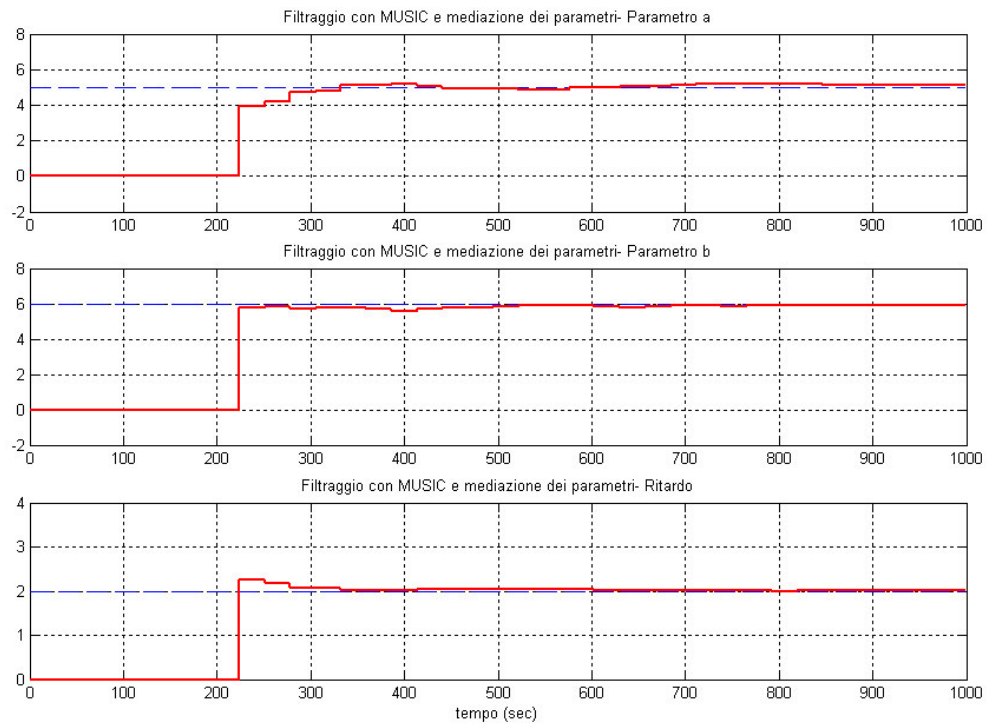 Filtraggio con MUSIC e mediazione dei parametri- Parametro a
8
6
4
2
0
-2
0 100 200 300 400 500 600 700 800 900 1000
Filtraggio con MUSIC e mediazione dei parametri- Parametro b
8
6
4
2
0
-2
0 100 200 300 400 500 600 700 800 900 1000
Filtraggio con MUSIC e mediazione dei parametri- Ritardo
4
3
2
1
0
0 100 200 300 400 500 600 700 800 900 1000
tempo (sec)